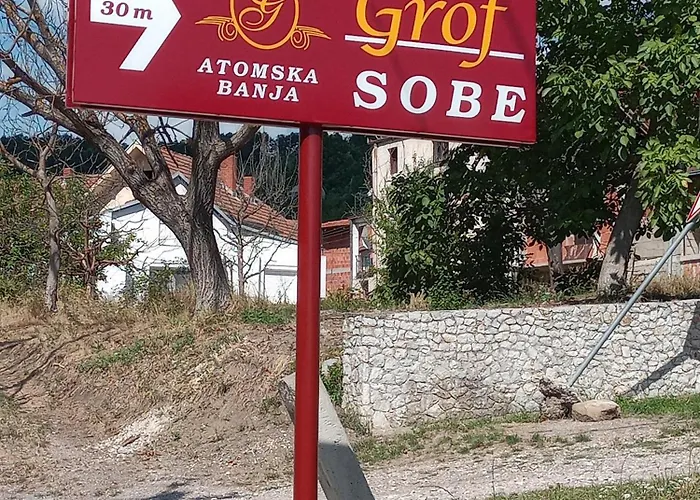 30 m
G
ATOMSKA
BANJA
Grof
SOBE